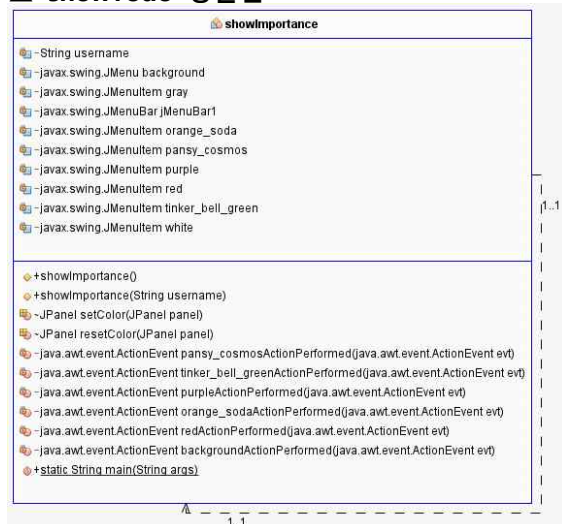 showImportance
-String username
-javax.swing.JMenu background
-javax.swing.JMenuItem gray
-javax.swing.JMenuBar jMenuBar1
-javax.swing.JMenuItem orange_soda
-javax.swing.JMenuItem pansy_cosmos
-javax.swing.JMenuItem purple
-javax.swing.JMenuItem red
-javax.swing.JMenuItem tinker_bell_green
-javax.swing.JMenuItem white
1..1
+showImportance()
+showImportance(String username)
~JPanel setColor(JPanel panel)
~JPanel resetColor(JPanel panel)
-java.awt.event.ActionEvent pansy_cosmosActionPerformed(java.awt.event.ActionEvent evt)
-java.awt.event.ActionEvent tinker_bell_greenActionPerformed(java.awt.event.ActionEvent evt)
-java.awt.event.ActionEvent purpleActionPerformed(java.awt.event.ActionEvent evt)
-java.awt.event.ActionEvent orange_sodaActionPerformed(java.awt.event.ActionEvent evt)
-java.awt.event.ActionEvent redActionPerformed(java.awt.event.ActionEvent evt)
-java.awt.event.ActionEvent backgroundActionPerformed(java.awt.event.ActionEvent evt)
+static String main(String args)
1..1